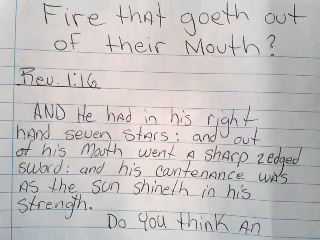 Fire that goeth out
of their Mouth?
Rev. 1:16
AND He had in his right
hand seven stars: and out
of his Mouth went a sharp 2edged
sword: and his cantenance was
as the sun shineth in his
strength.
Do you think An